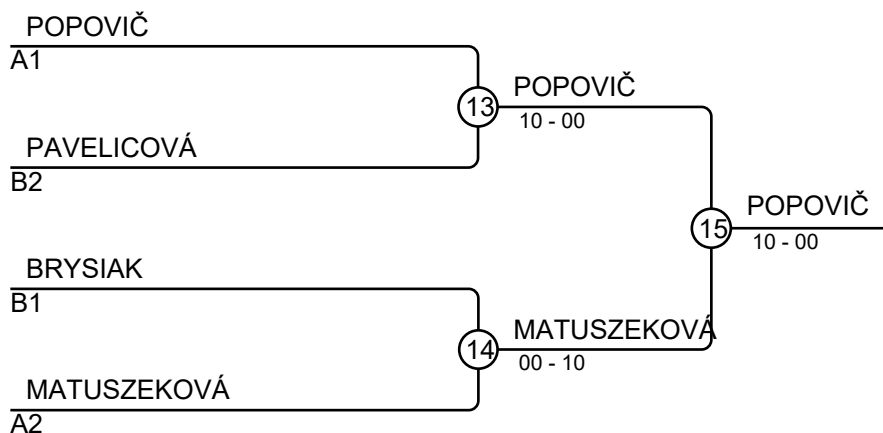 POPOVIČ
A1
13
POPOVIČ
10 - 00
PAVELICOVÁ
B2
15
POPOVIČ
10 - 00
BRYSIAK
B1
14
MATUSZEKOVÁ
00 - 10
MATUSZEKOVÁ
A2